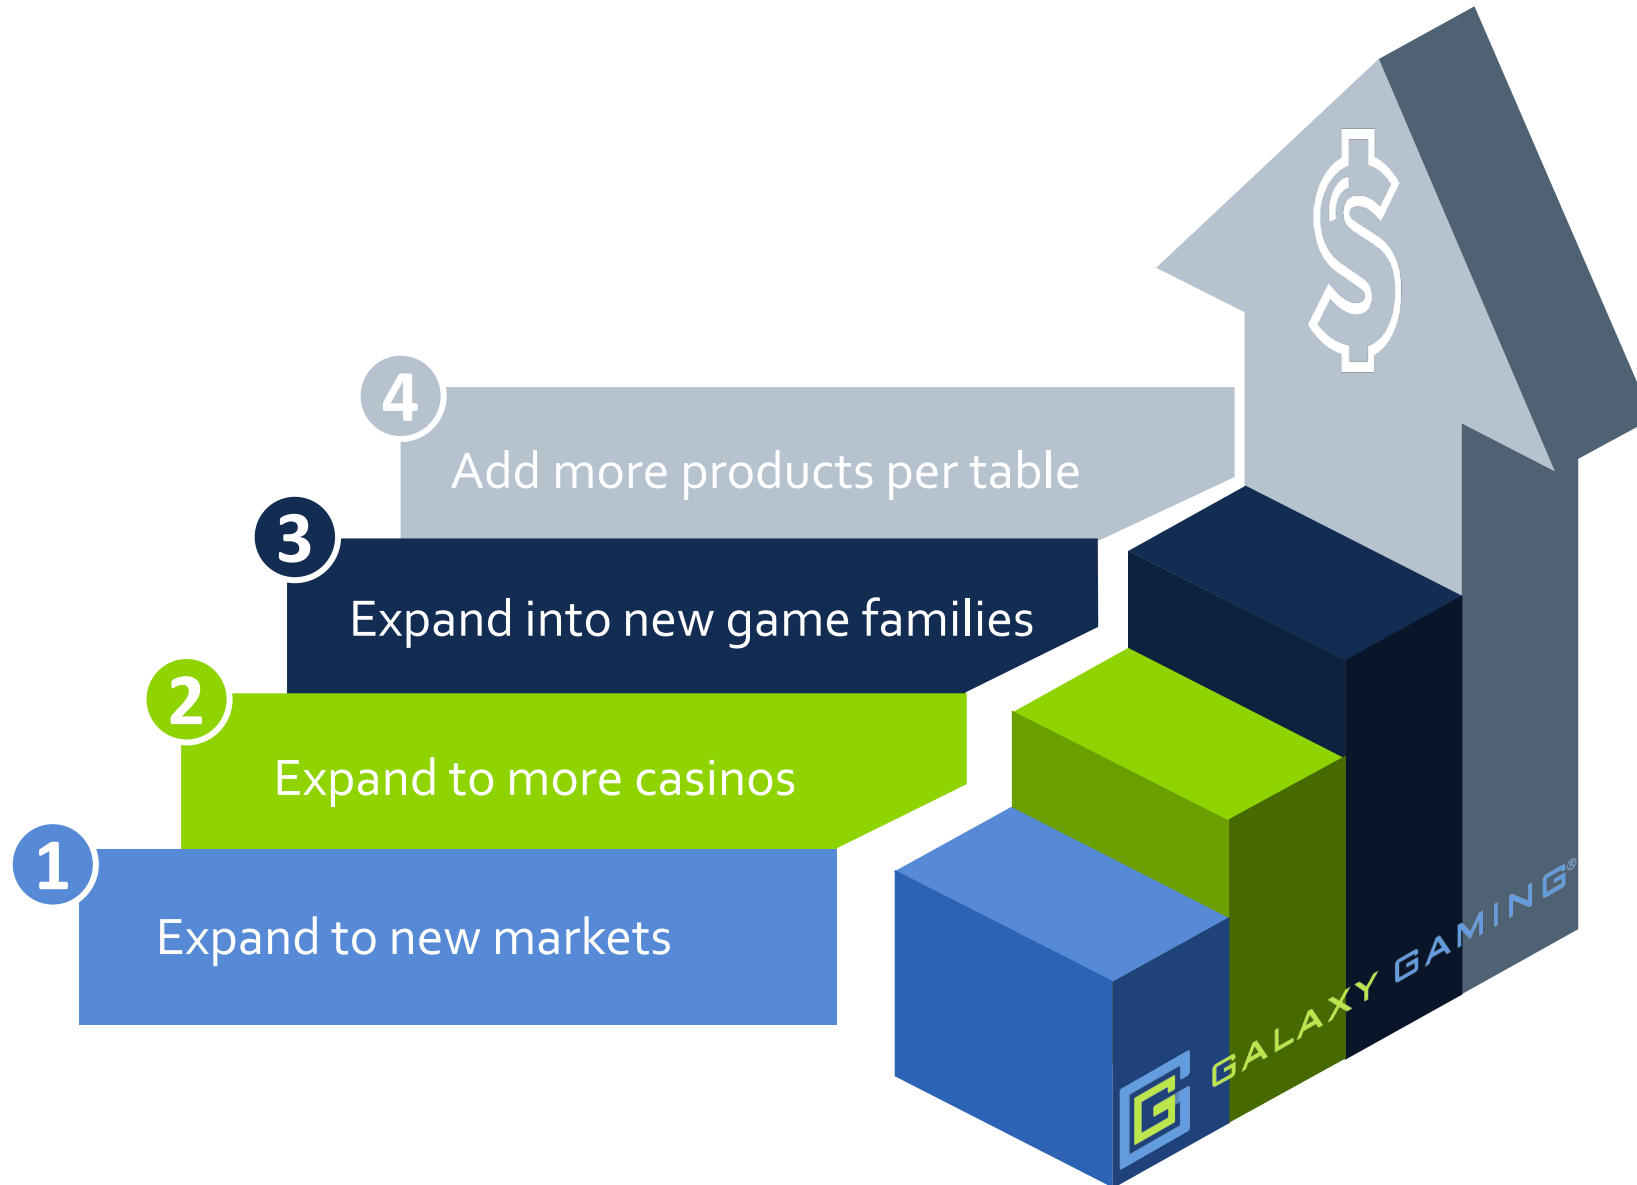 $
4
Add more products per table
3
Expand into new game families
2
Expand to more casinos
1
Expand to new markets
GALAXY GAMING®